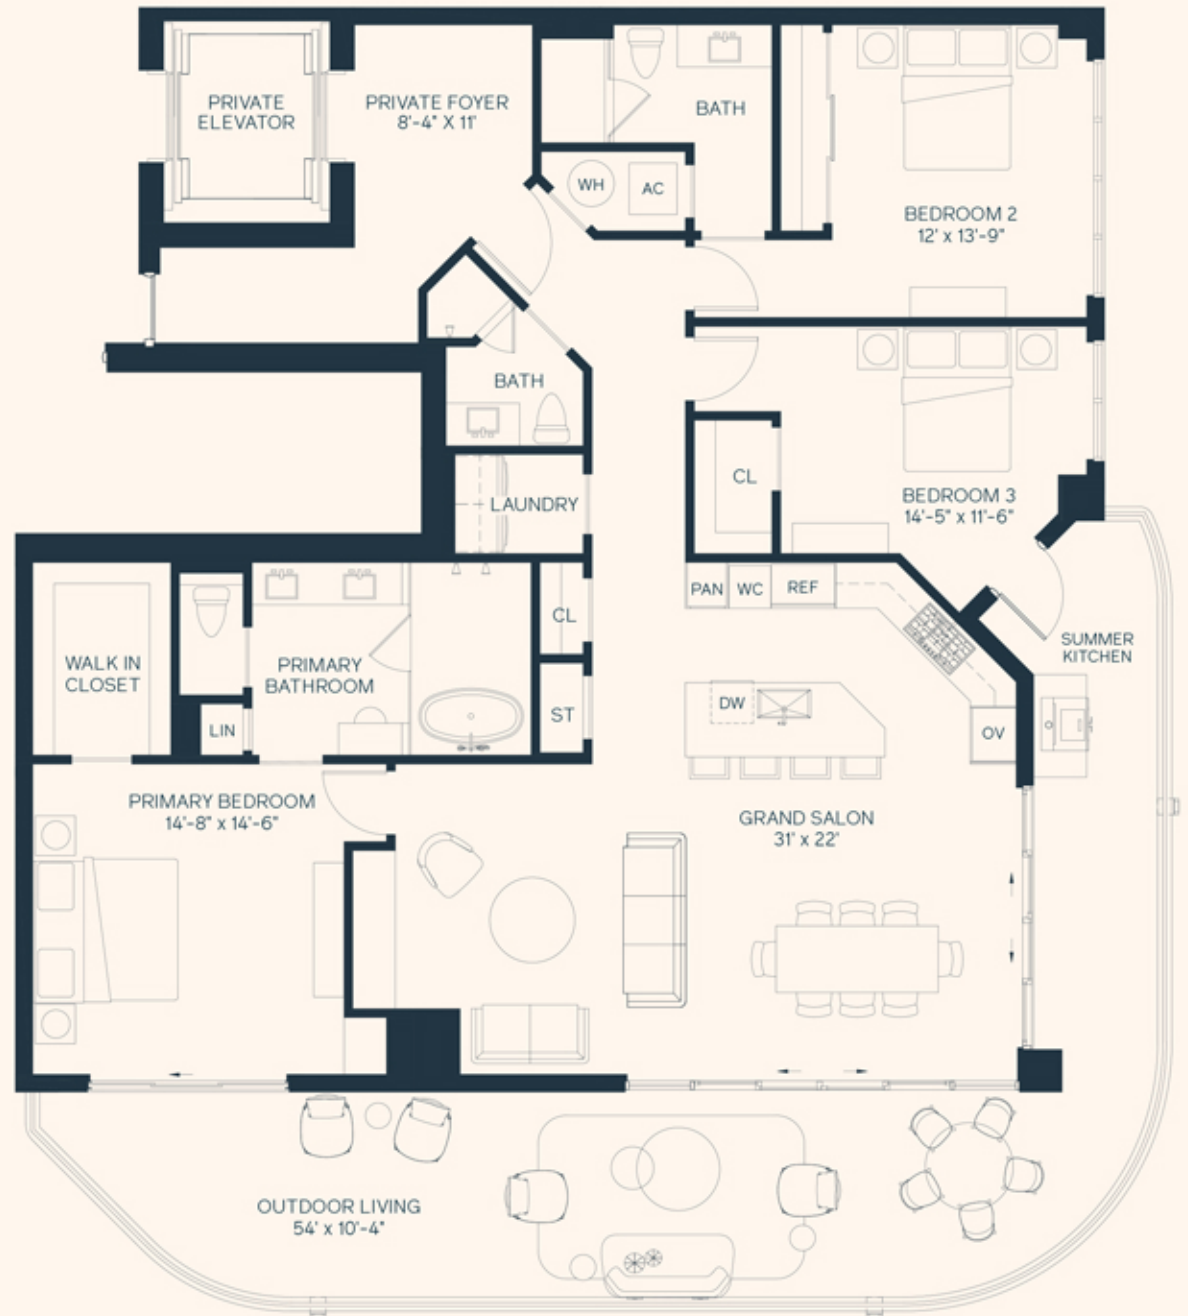 PRIVATE
ELEVATOR
PRIVATE FOYER
8'-4" X 11'
BATH
WH
AC
BEDROOM 2
12' x 13'-9"
BATH
LAUNDRY
CL
BEDROOM 3
14'-5" x 11'-6"
PAN
WC
REF
SUMMER
KITCHEN
WALK IN
CLOSET
PRIMARY
BATHROOM
CL
LIN
ST
DW
OV
PRIMARY BEDROOM
14'-8" x 14'-6"
GRAND SALON
31' x 22'
OUTDOOR LIVING
54' x 10'-4"